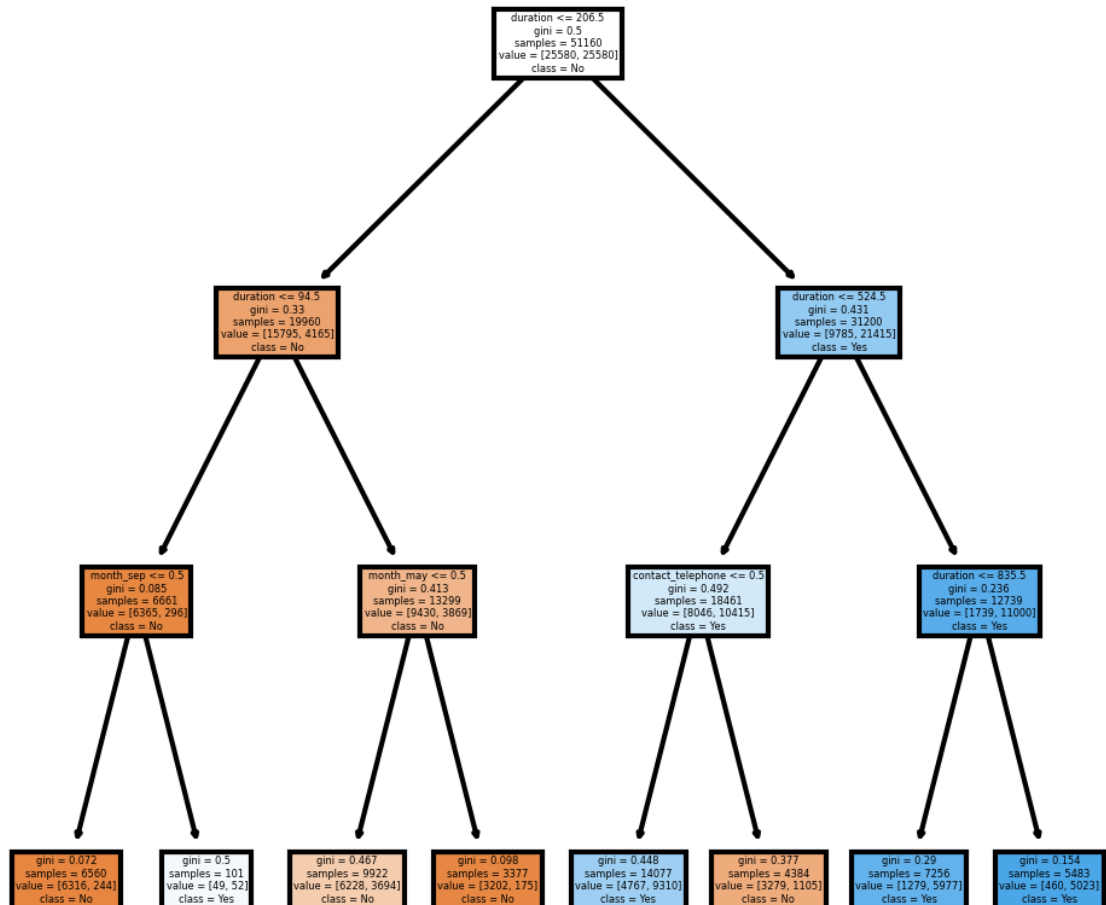 duration <= 206.5
gini = 0.5
samples = 51160
value = [25580, 25580]
class = No
duration <= 94.5
gini = 0.33
samples = 19960
value = [15795, 4165]
class = No
duration <= 524.5
gini = 0.431
samples = 31200
value = [9785, 21415]
class = Yes
month_sep <= 0.5
gini = 0.085
samples = 6661
value = [6365, 296]
class = No
month_may <= 0.5
gini = 0.413
samples = 13299
value = [9430, 3869]
class = No
contact_telephone <= 0.5
gini = 0.492
samples = 18461
value = [8046, 10415]
class = Yes
duration <= 835.5
gini = 0.236
samples = 12739
value = [1739, 11000]
class = Yes
gini = 0.072
samples = 6560
value = [6316, 244]
class = No
gini = 0.5
samples = 101
value = [49, 52]
class = Yes
gini = 0.467
samples = 9922
value = [6228, 3694]
class = No
gini = 0.098
samples = 3377
value = [3202, 175]
class = No
gini = 0.448
samples = 14077
value = [4767, 9310]
class = Yes
gini = 0.377
samples = 4384
value = [3279, 1105]
class = No
gini = 0.29
samples = 7256
value = [1279, 5977]
class = Yes
gini = 0.154
samples = 5483
value = [460, 5023]
class = Yes